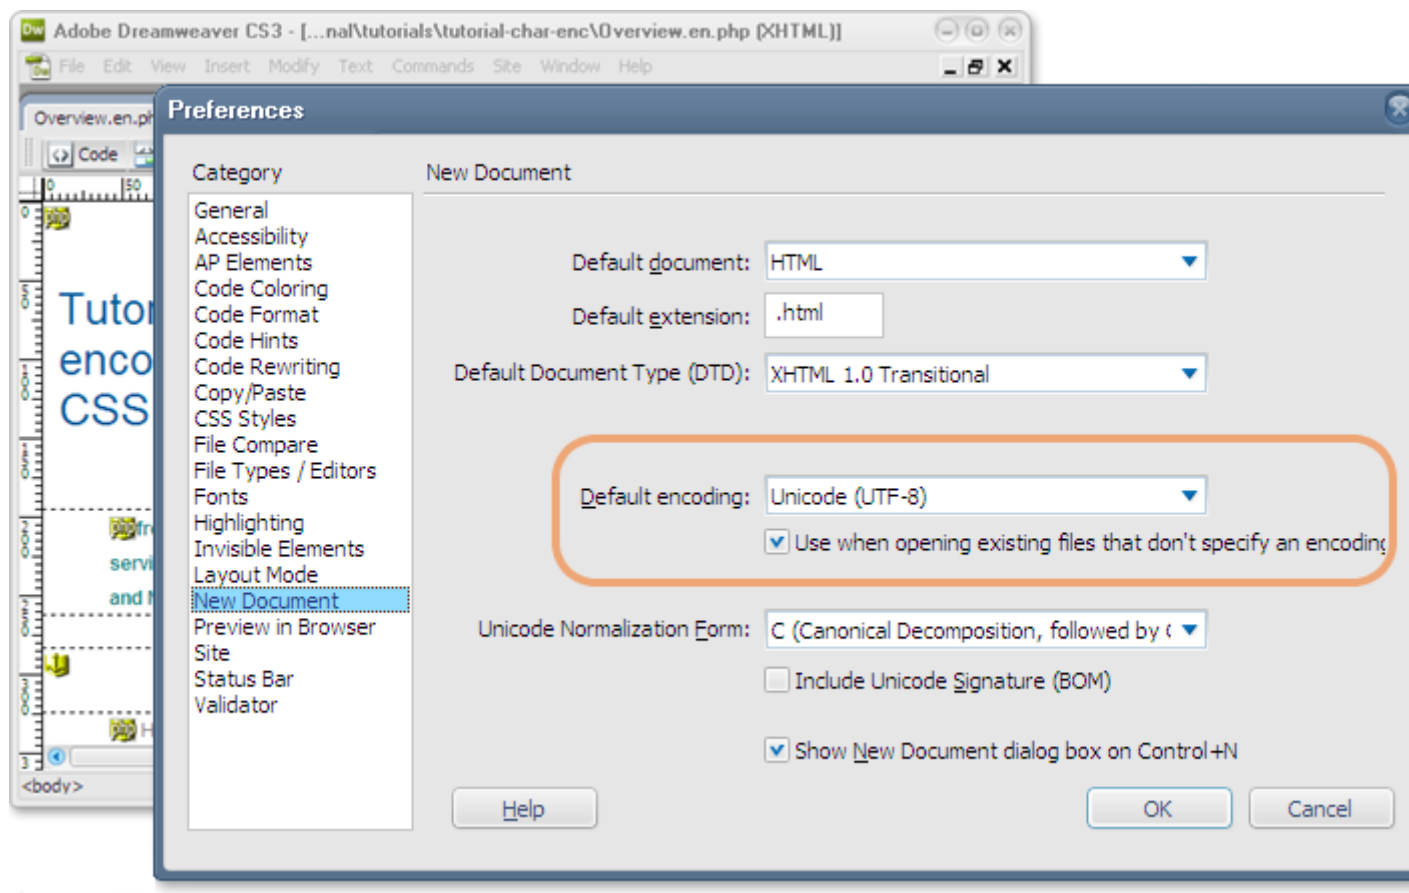 Dw Adobe Dreamweaver CS3 - [...nal\tutorials\tutorial-char-enc\Overview.en.php (XHTML)]
File Edit View Insert Modify Text Commands Site Window Help
Overview.en.ph
Preferences
Code
Category
New Document
0 50
General
Accessibility
AP Elements
Code Coloring
Code Format
Code Hints
Code Rewriting
Copy/Paste
CSS Styles
File Compare
File Types / Editors
Fonts
Highlighting
Invisible Elements
Layout Mode
New Document
Preview in Browser
Site
Status Bar
Validator
Default document: HTML
Default extension: .html
Default Document Type (DTD): XHTML 1.0 Transitional
Default encoding: Unicode (UTF-8)
Use when opening existing files that don't specify an encoding
Unicode Normalization Form: C (Canonical Decomposition, followed by
Include Unicode Signature (BOM)
Show New Document dialog box on Control+N
Help OK Cancel
Tutor
enco
CSS
servi
and
<body>